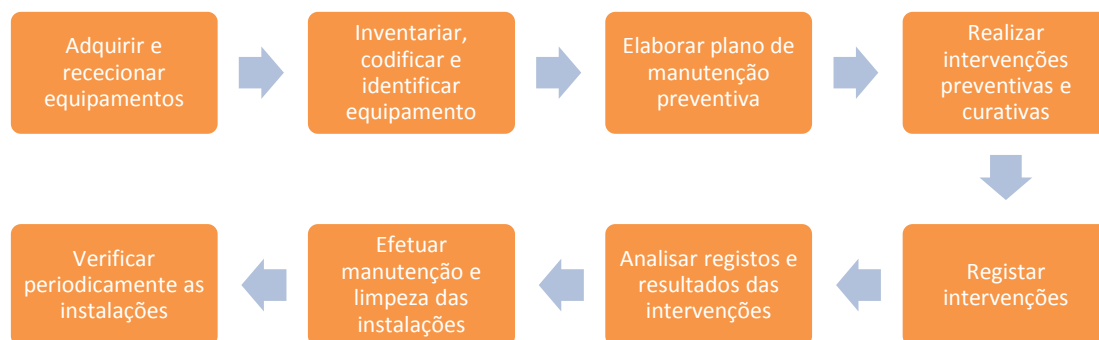 Adquirir e
rececionar
equipamentos
Inventariar,
codificar e
identificar
equipamento
Elaborar plano de
manutenção
preventiva
Realizar
intervenções
preventivas e
curativas
Registar
intervenções
Analisar registos e
resultados das
intervenções
Efetuar
manutenção e
limpeza das
instalações
Verificar
periodicamente as
instalações